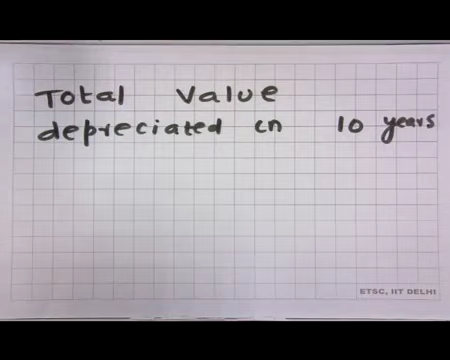 Total Value
depreciated in 10 years
ETSC, IIT DELHI